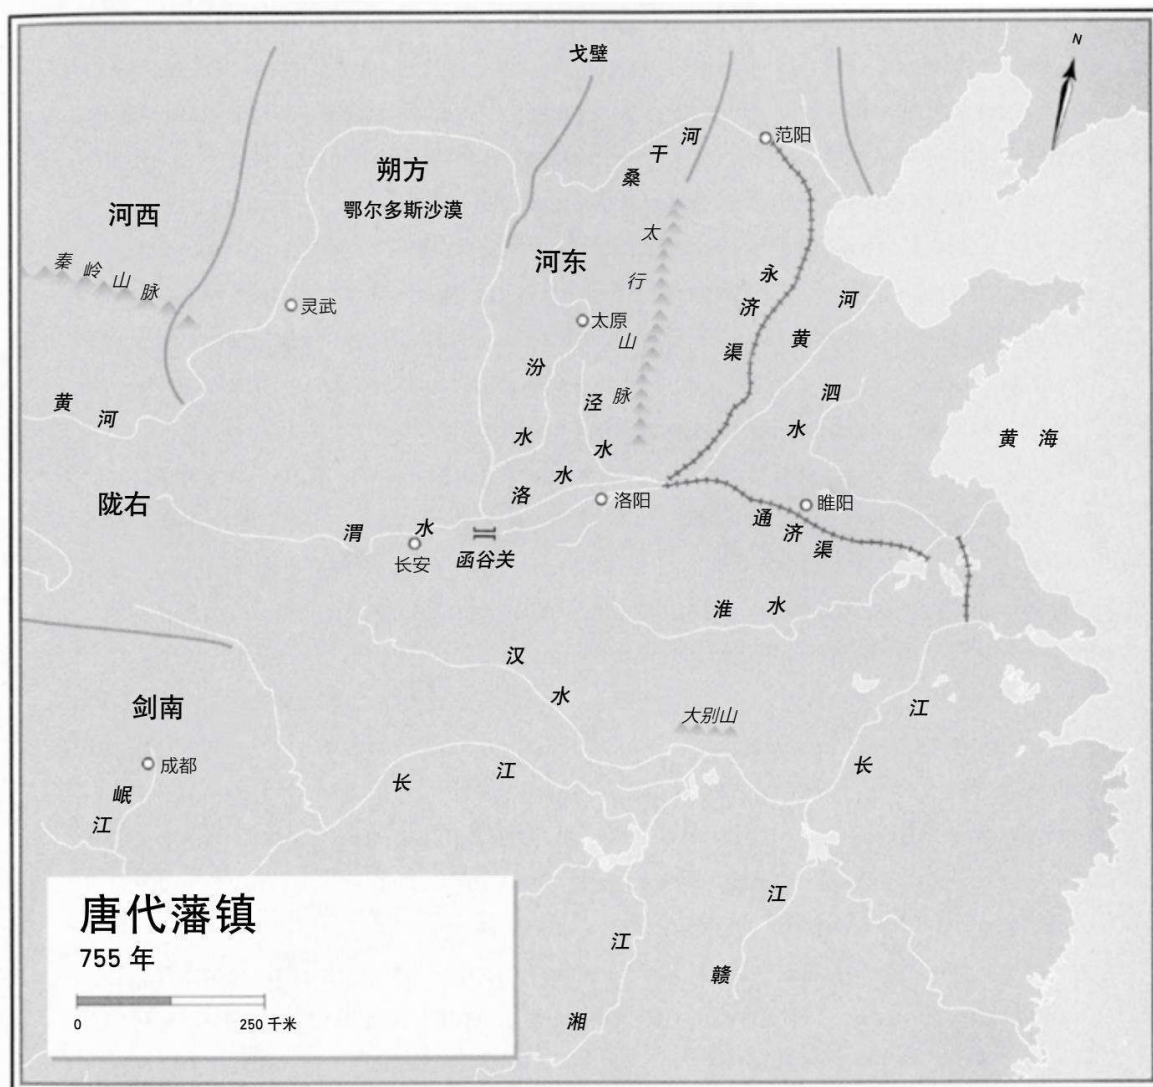 N
戈壁
范阳
桑干河
朔方
鄂尔多斯沙漠
河西
秦岭山脉
河东
太行山脉
永济渠
黄河
灵武
太原
汾水
泾水
泗水
黄河
黄海
陇右
洛水
洛阳
睢阳
通济渠
渭水
长安
函谷关
淮水
汉水
剑南
大别山
长江
成都
岷江
长江
赣江
湘江
唐代藩镇
755 年
0
250 千米